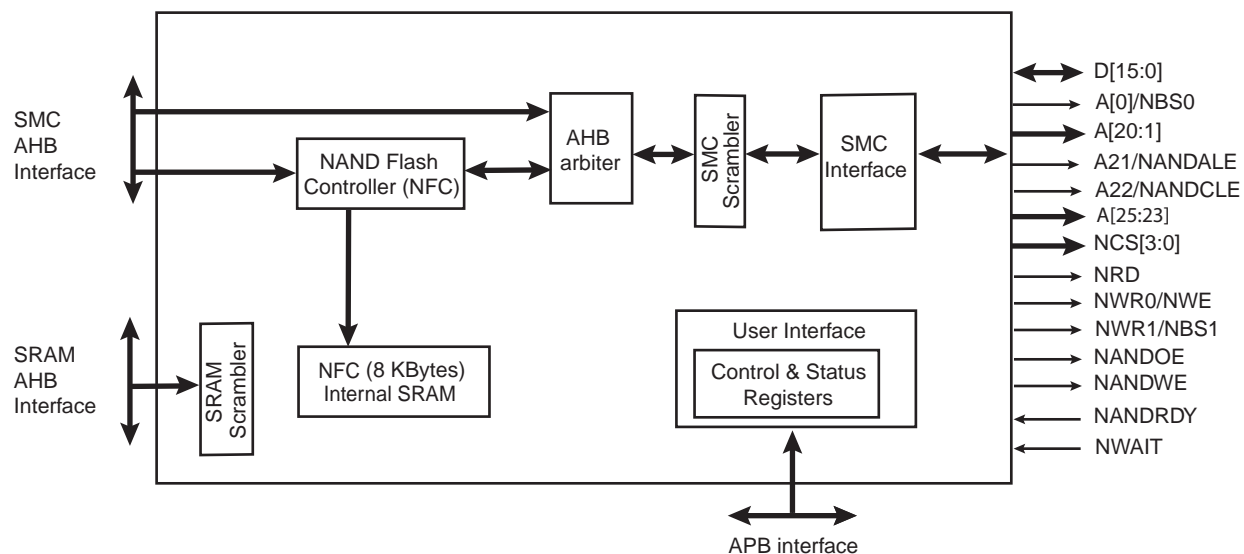 SMC
AHB
Interface
NAND Flash
Controller (NFC)
AHB
arbiter
SMC
Scrambler
SMC
Interface
D[15:0]
A[0]/NBS0
A[20:1]
A21/NANDALE
A22/NANDCLE
A[25:23]
NCS[3:0]
NRD
NWR0/NWE
NWR1/NBS1
NANDOE
NANDWE
NANDRDY
NWAIT
SRAM
AHB
Interface
SRAM
Scrambler
NFC (8 KBytes)
Internal SRAM
User Interface
Control & Status
Registers
APB interface